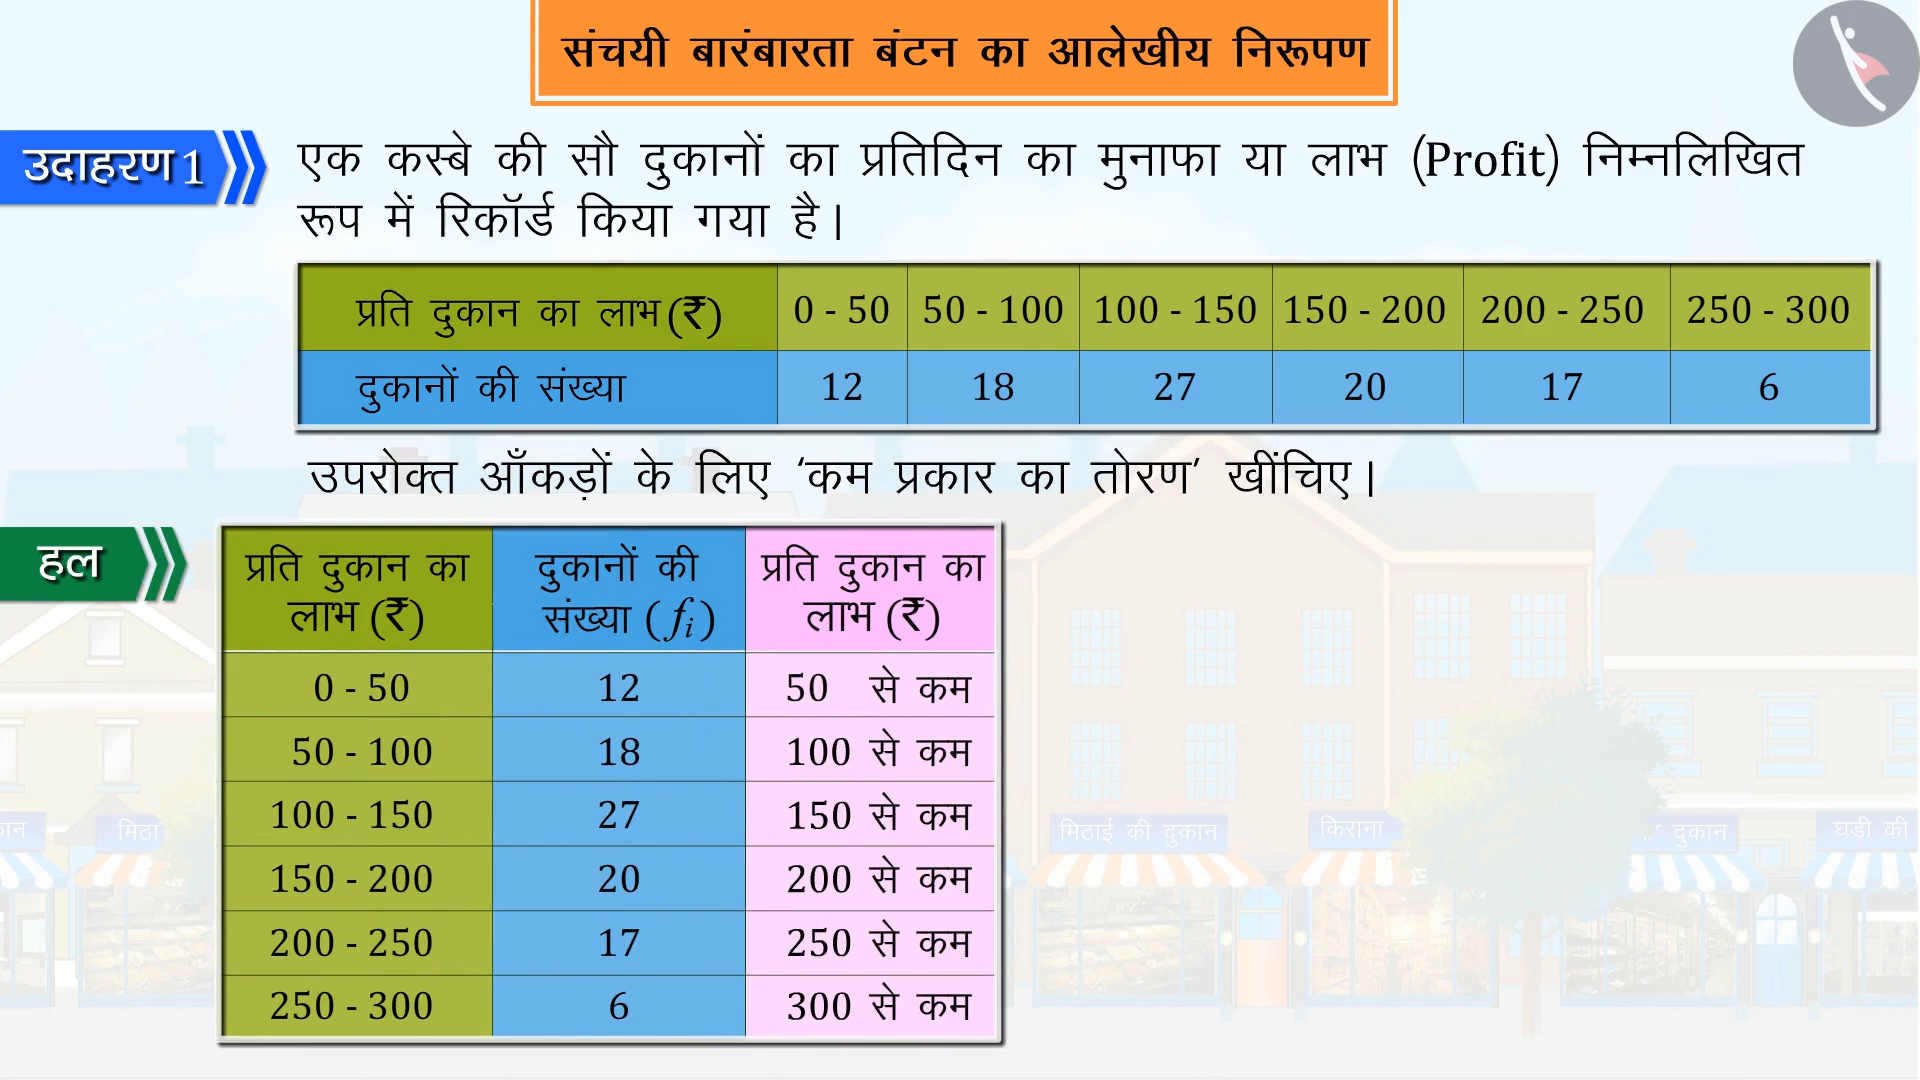 संचयी बारंबारता बंटन का आलेखीय निरूपण
उदाहरण 1
एक कस्बे की सौ दुकानों का प्रतिदिन का मुनाफा या लाभ (Profit) निम्नलिखित
रूप में रिकॉर्ड किया गया है।
प्रति दुकान का लाभ (₹) 0 - 50 50 - 100 100 - 150 150 - 200 200 - 250 250 - 300
दुकानों की संख्या 12 18 27 20 17 6
उपरोक्त आँकड़ों के लिए ‘कम प्रकार का तोरण’ खींचिए।
हल
प्रति दुकान का दुकानों की प्रति दुकान का
लाभ (₹) संख्या (fi) लाभ (₹)
0 - 50 12 50 से कम
50 - 100 18 100 से कम
100 - 150 27 150 से कम
150 - 200 20 200 से कम
200 - 250 17 250 से कम
250 - 300 6 300 से कम
मिठाई की दुकान
किराना
दुकान
घड़ी की